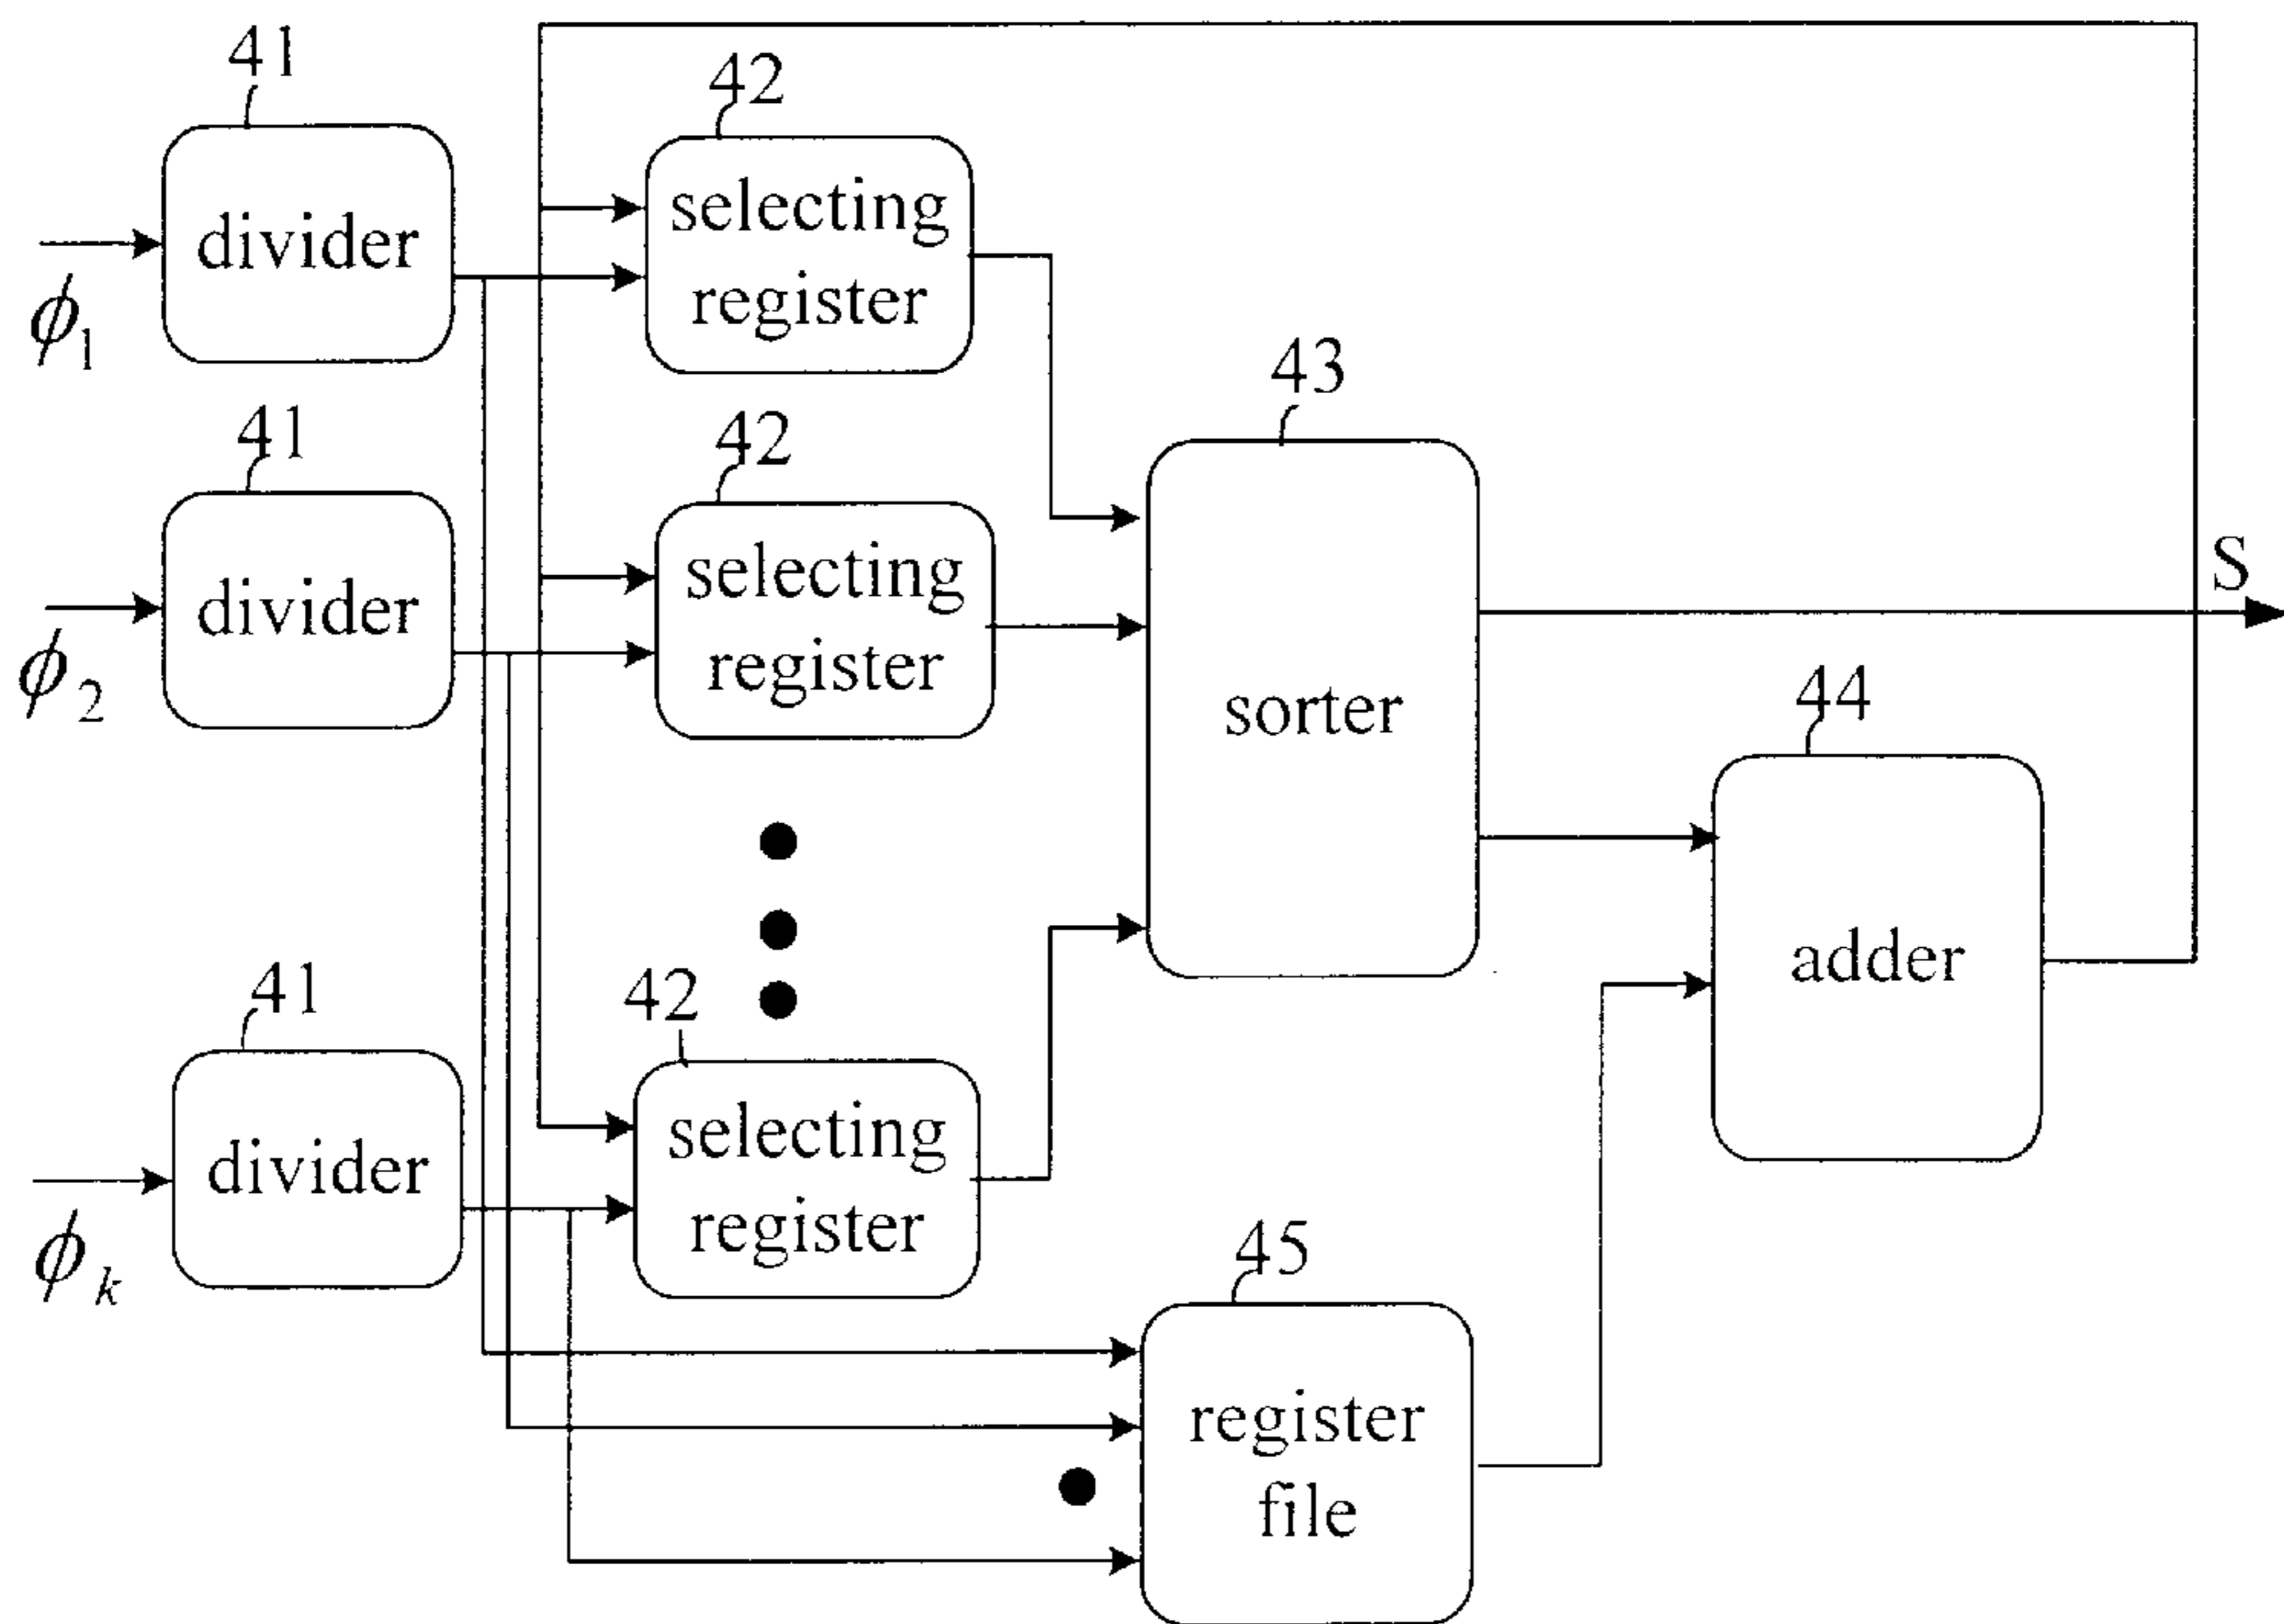 41
42
divider
selecting
register
ϕ1
43
41
42
divider
selecting
register
ϕ2
sorter
S
44
adder
41
42
divider
selecting
register
ϕk
45
register
file